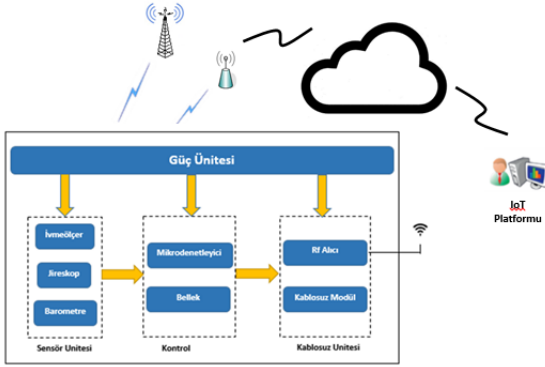 Güç Ünitesi
İvmeölçer
Jireskop
Barometre
Sensör Unitesi
Mikrodenetleyici
Bellek
Kontrol
Rf Alıcı
Kablosuz Modül
Kablosuz Unitesi
IoT
Platformu